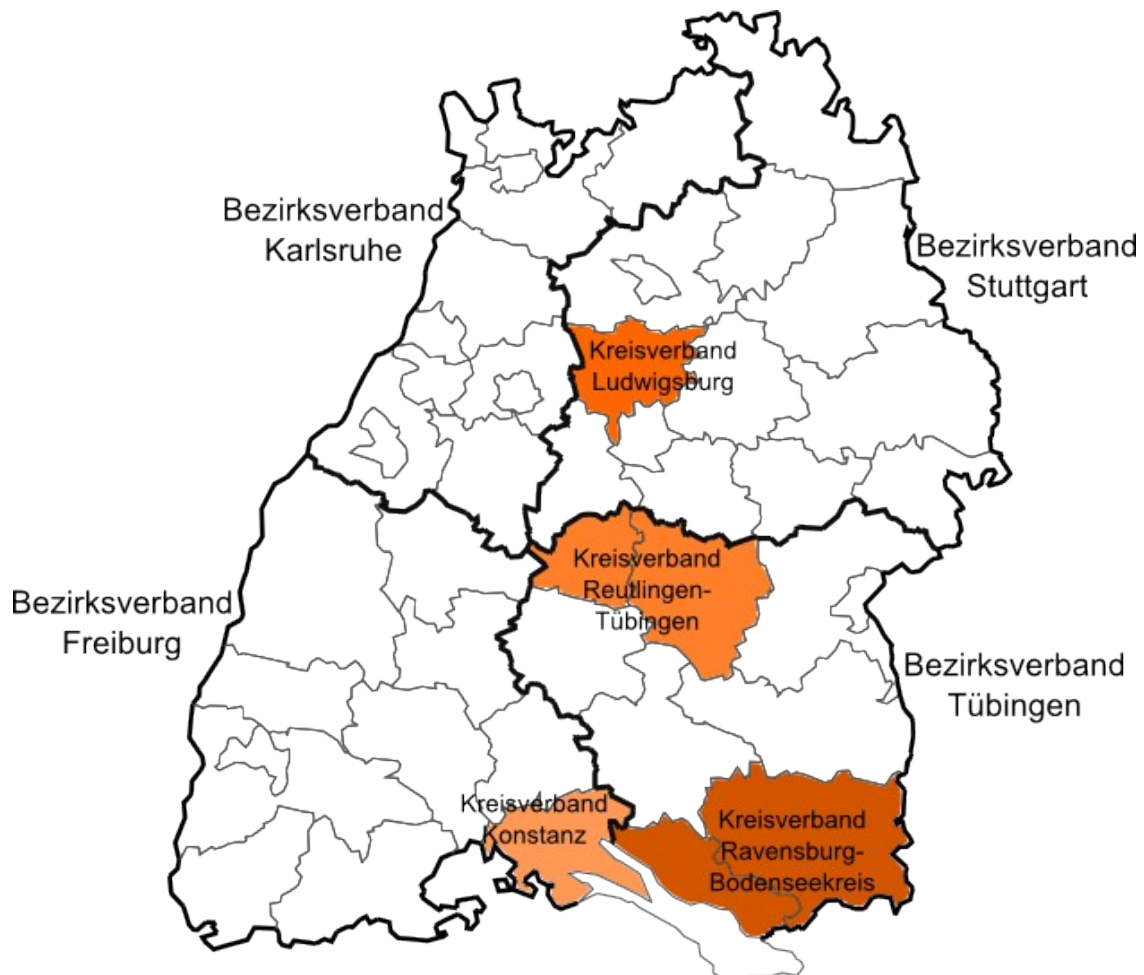 Bezirksverband
Karlsruhe
Bezirksverband
Stuttgart
Kreisverband
Ludwigsburg
Kreisverband
Reutlingen-
Tübingen
Bezirksverband
Freiburg
Bezirksverband
Tübingen
Kreisverband
Konstanz
Kreisverband
Ravensburg-
Bodenseekreis